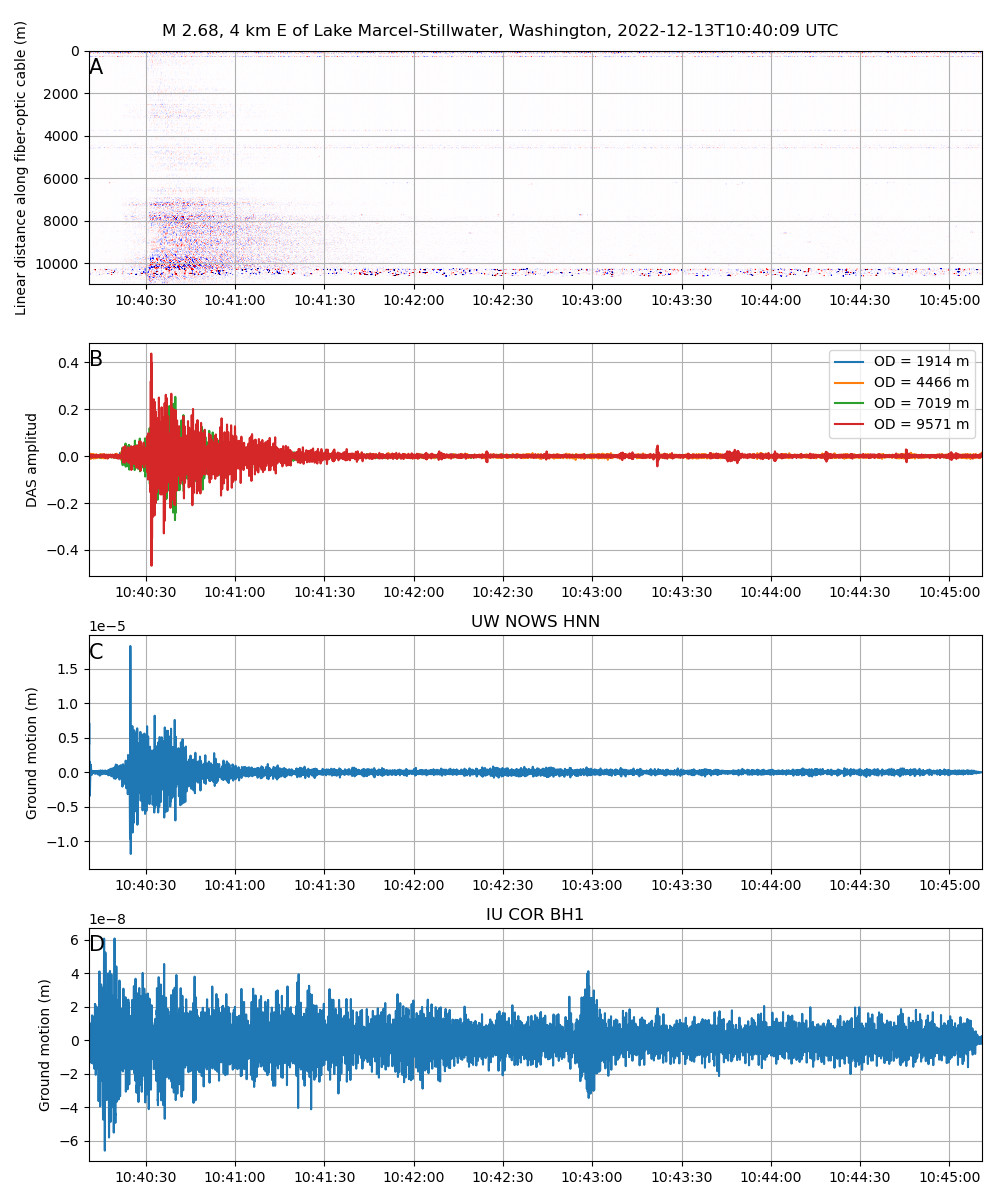 M 2.68, 4 km E of Lake Marcel-Stillwater, Washington, 2022-12-13T10:40:09 UTC
Linear distance along fiber-optic cable (m)
A
0
2000
4000
6000
8000
10000
10:40:30 10:41:00 10:41:30 10:42:00 10:42:30 10:43:00 10:43:30 10:44:00 10:44:30 10:45:00
DAS amplitud
B
0.4
0.2
0.0
−0.2
−0.4
OD = 1914 m
OD = 4466 m
OD = 7019 m
OD = 9571 m
10:40:30 10:41:00 10:41:30 10:42:00 10:42:30 10:43:00 10:43:30 10:44:00 10:44:30 10:45:00
UW NOWS HNN
1e−5
Ground motion (m)
C
1.5
1.0
0.5
0.0
−0.5
−1.0
10:40:30 10:41:00 10:41:30 10:42:00 10:42:30 10:43:00 10:43:30 10:44:00 10:44:30 10:45:00
IU COR BH1
1e−8
Ground motion (m)
D
6
4
2
0
−2
−4
−6
10:40:30 10:41:00 10:41:30 10:42:00 10:42:30 10:43:00 10:43:30 10:44:00 10:44:30 10:45:00